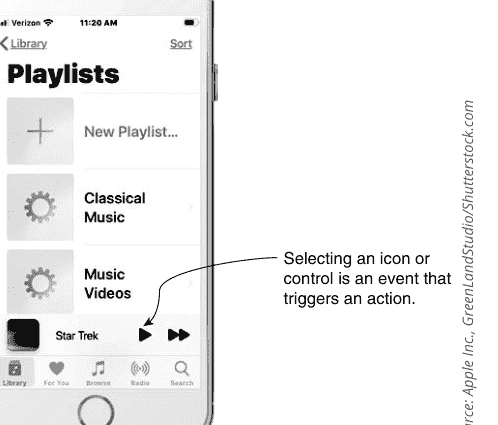 Verizon 11:20 AM
Library Sort
Playlists
New Playlist...
Classical
Music
Music
Videos
Star Trek
Library For You Browse Radio Search
Selecting an icon or
control is an event that
triggers an action.
rce: Apple Inc., GreenLandStudio/Shutterstock.com